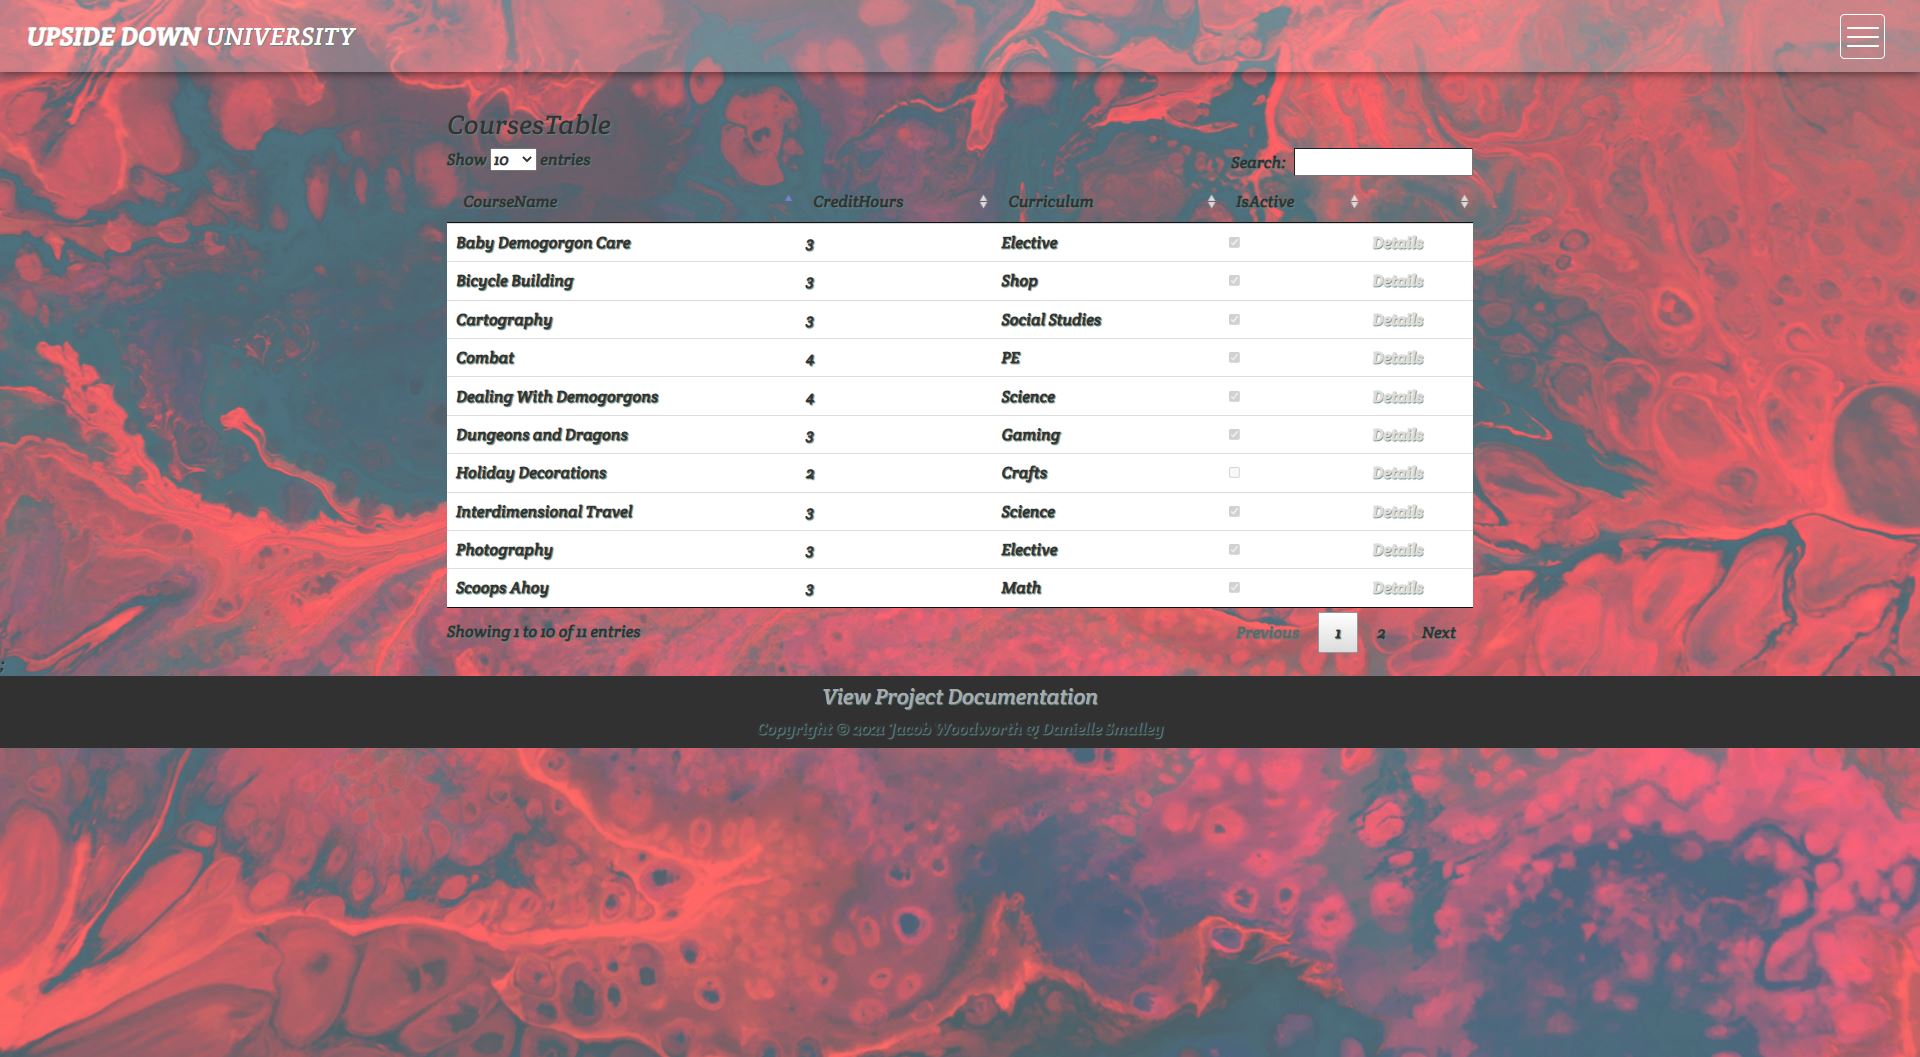 UPSIDE DOWN UNIVERSITY
CoursesTable
Show 10 entries
Search:
CourseName CreditHours Curriculum IsActive
Baby Demogorgon Care 3 Elective Details
Bicycle Building 3 Shop Details
Cartography 3 Social Studies Details
Combat 4 PE Details
Dealing With Demogorgons 4 Science Details
Dungeons and Dragons 3 Gaming Details
Holiday Decorations 2 Crafts Details
Interdimensional Travel 3 Science Details
Photography 3 Elective Details
Scoops Ahoy 3 Math Details
Showing 1 to 10 of 11 entries
Previous 1 2 Next
;
View Project Documentation
Copyright © 2021 Jacob Woodworth & Danielle Smalley